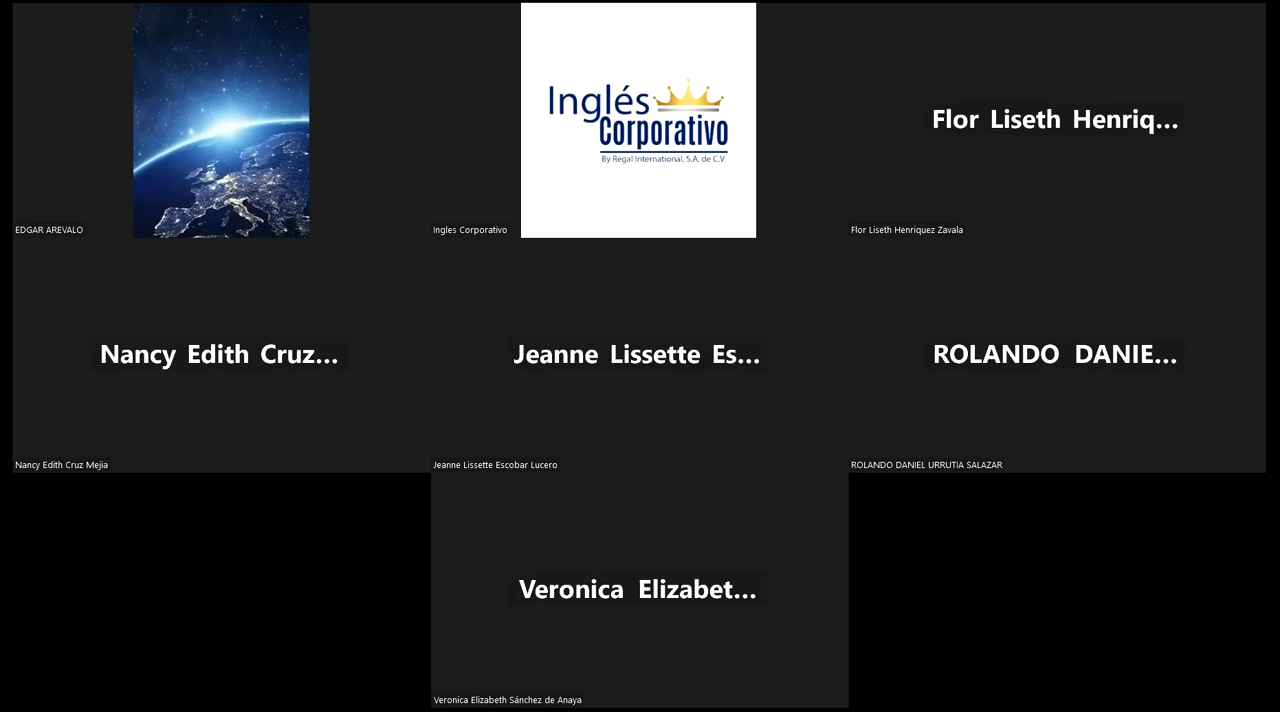 Inglés
Corporativo
By Regal International, S.A. de C.V.
Flor Liseth Henriq...
EDGAR AREVALO
Ingles Corporativo
Flor Liseth Henriquez Zavala
Nancy Edith Cruz...
Jeanne Lissette Es...
ROLANDO DANIE...
Nancy Edith Cruz Mejia
Jeanne Lissette Escobar Lucero
ROLANDO DANIEL URRUTIA SALAZAR
Veronica Elizabet...
Veronica Elizabeth Sánchez de Anaya